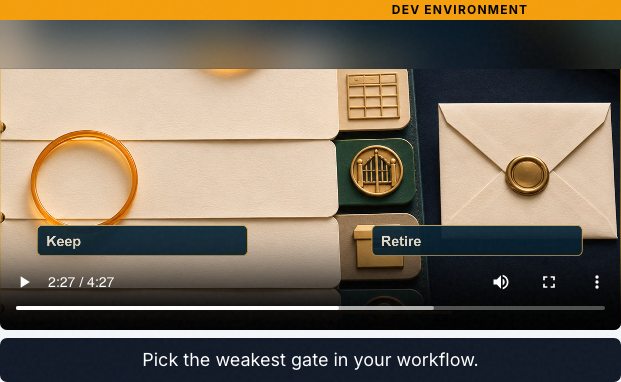 DEV ENVIRONMENT
Keep
Retire
2:27 / 4:27
Pick the weakest gate in your workflow.